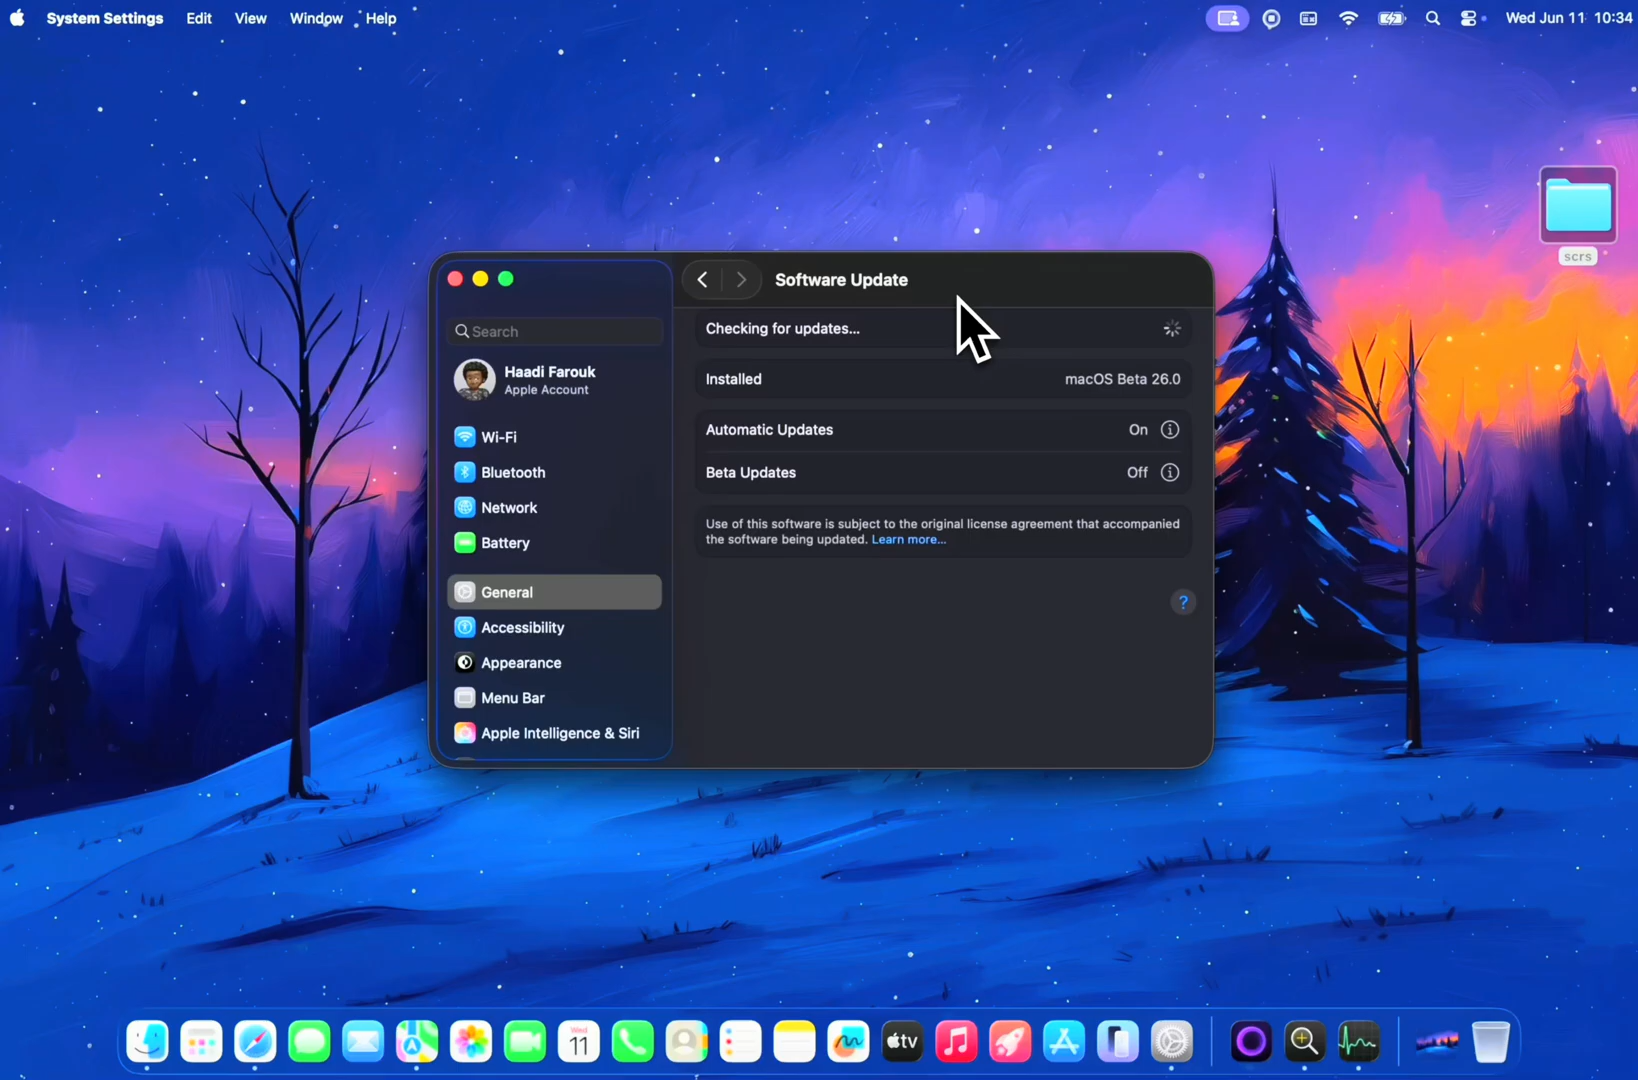 System Settings Edit View Window Help
Wed Jun 11 10:34
scrs
Software Update
Search
Haadi Farouk
Apple Account
Wi-Fi
Bluetooth
Network
Battery
General
Accessibility
Appearance
Menu Bar
Apple Intelligence & Siri
Checking for updates...
Installed macOS Beta 26.0
Automatic Updates On
Beta Updates Off
Use of this software is subject to the original license agreement that accompanied
the software being updated. Learn more...
?
Wed
11
tv